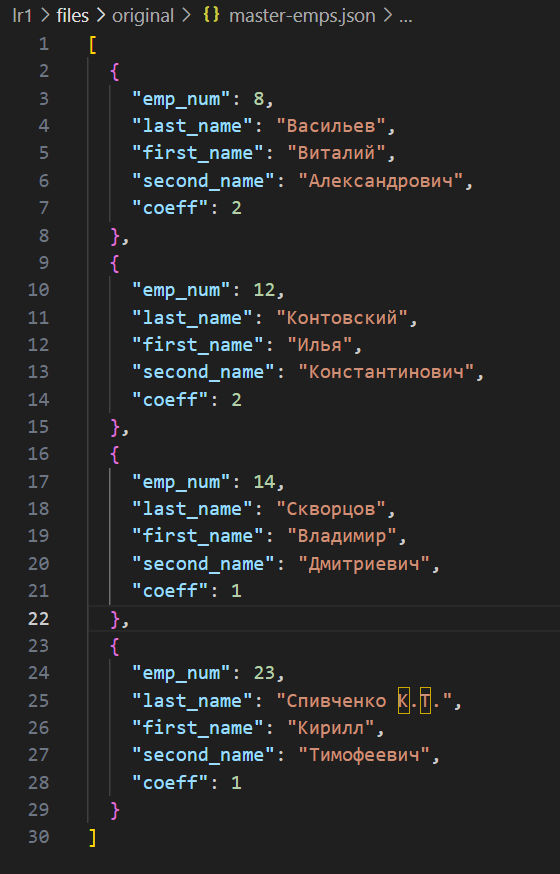 lr1 > files > original > {} master-emps.json > ...
1 [
2 {
3 "emp_num": 8,
4 "last_name": "Васильев",
5 "first_name": "Виталий",
6 "second_name": "Александрович",
7 "coeff": 2
8 },
9 {
10 "emp_num": 12,
11 "last_name": "Контовский",
12 "first_name": "Илья",
13 "second_name": "Константинович",
14 "coeff": 2
15 },
16 {
17 "emp_num": 14,
18 "last_name": "Скворцов",
19 "first_name": "Владимир",
20 "second_name": "Дмитриевич",
21 "coeff": 1
22 },
23 {
24 "emp_num": 23,
25 "last_name": "Спивченко К.Т.",
26 "first_name": "Кирилл",
27 "second_name": "Тимофеевич",
28 "coeff": 1
29 }
30 ]